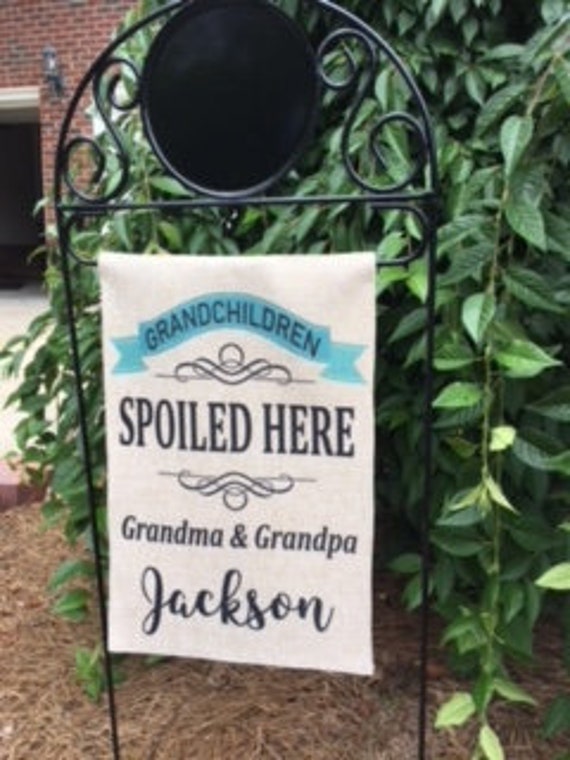 GRANDCHILDREN
SPOILED HERE
Grandma & Grandpa
Jackson